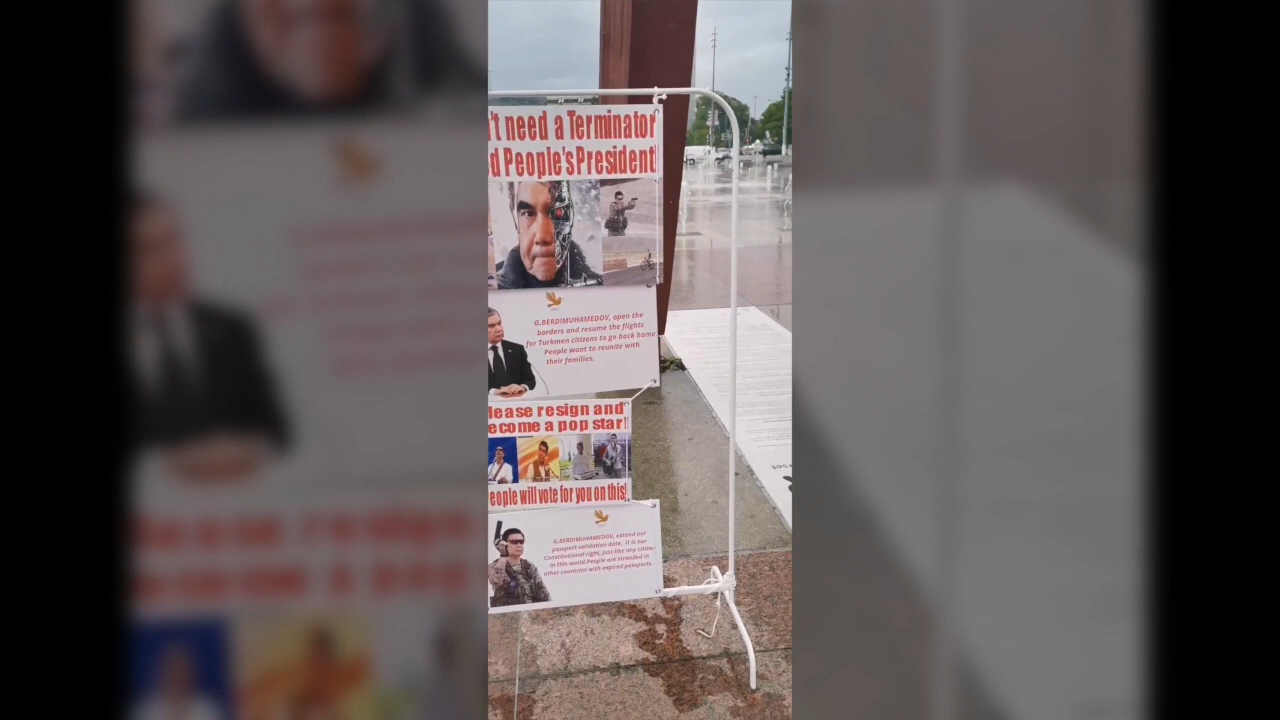 't need a Terminator
d People's President!
G.BERDIMUHAMEDOV, open the
borders and resume the flights
for Turkmen citizens to go back home.
People want to reunite with
their families.
lease resign and
ecome a pop star!
eople will vote for you on this!
G.BERDIMUHAMEDOV, extend our
passport validation date. It is our
Constitutional right, just like any citizen
in this world.People are stranded in
other countries with expired passports.